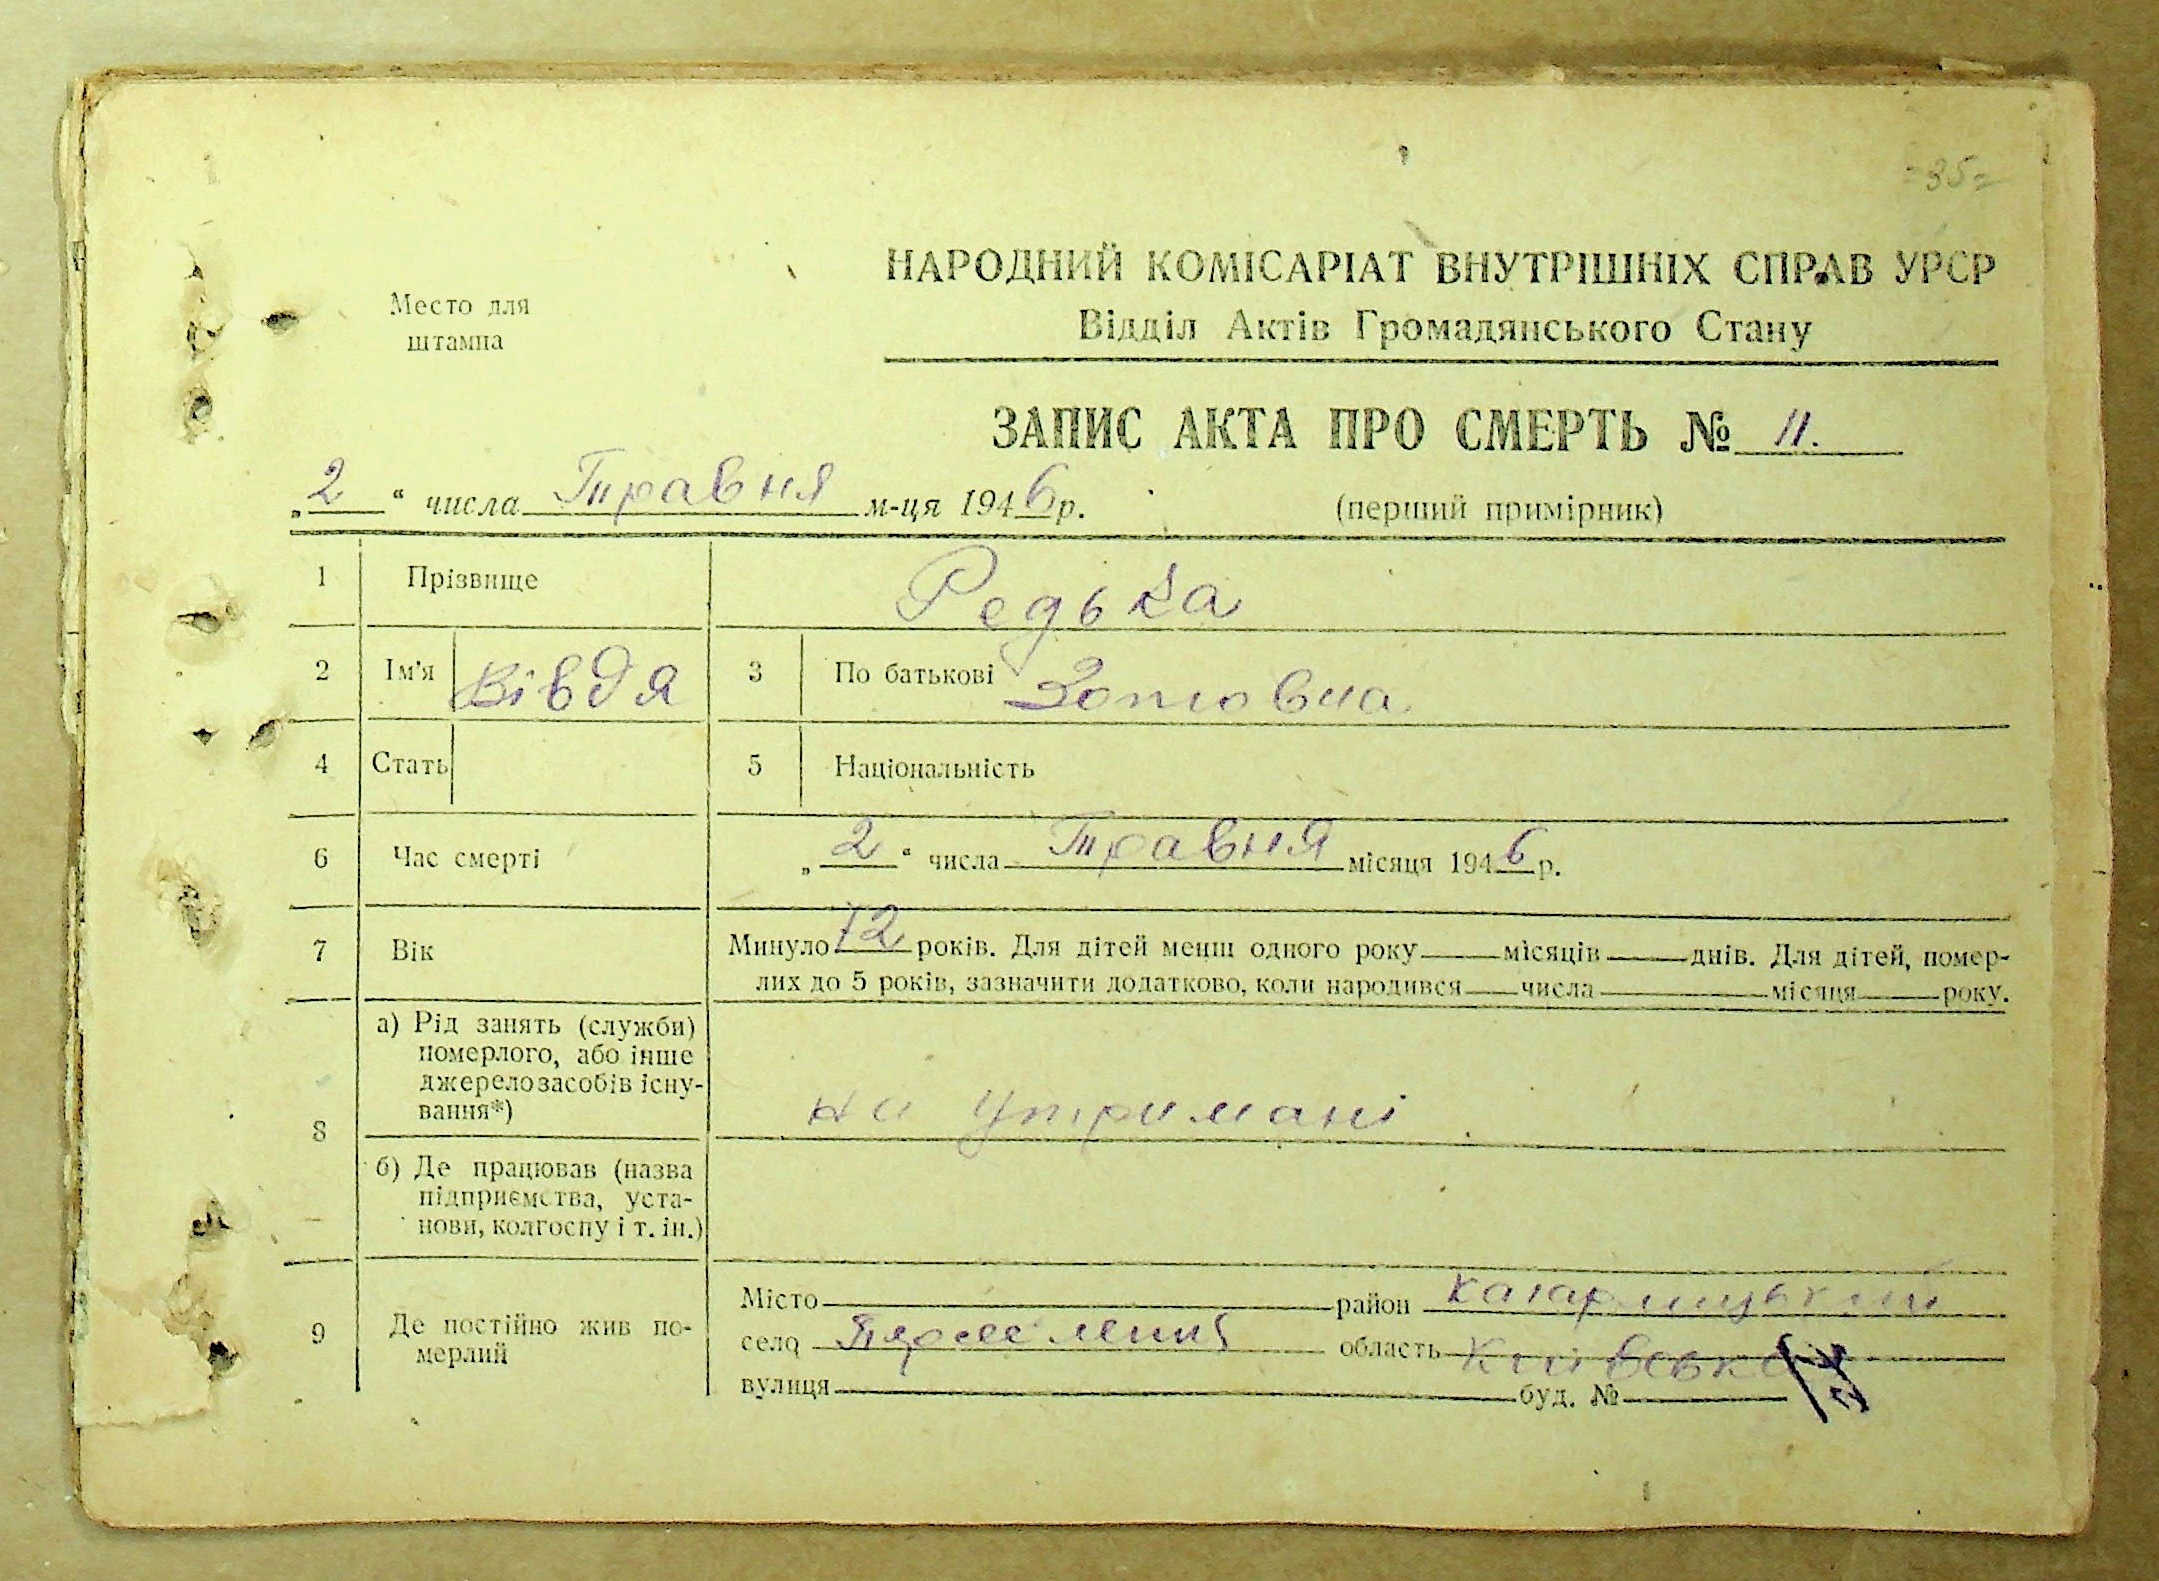 -35-
Место для
штампа
НАРОДНИЙ КОМІСАРІАТ ВНУТРІШНІХ СПРАВ УРСР
Відділ Актів Громадянського Стану
ЗАПИС АКТА ПРО СМЕРТЬ № 11.
„2“ числа Травня м-ця 1946 р.
(перший примірник)
1 Прізвище Редька
2 Ім'я Вівдя 3 По батькові Зотовна
4 Стать 5 Національність
6 Час смерті „2“ числа Травня місяця 1946 р.
7 Вік Минуло 72 років. Для дітей менш одного року місяців днів. Для дітей, помер-
лих до 5 років, зазначити додатково, коли народився числа місяця року.
8 а) Рід занять (служби)
померлого, або інше
джерело засобів існу-
вання*) на утримані
б) Де працював (назва
підприємства, уста-
нови, колгоспу і т. ін.)
9 Де постійно жив по-
мерлий
Місто район Кагарлицький
село область Київська
вулиця буд. №